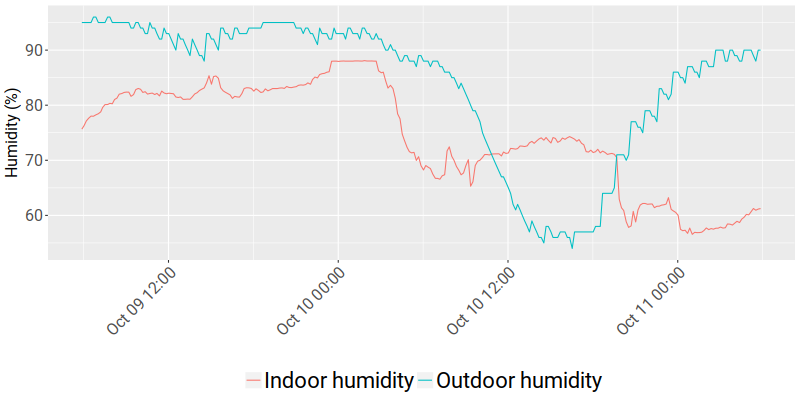 Humidity (%)
90
80
70
60
Oct 09 12:00
Oct 10 00:00
Oct 10 12:00
Oct 11 00:00
Indoor humidity
Outdoor humidity